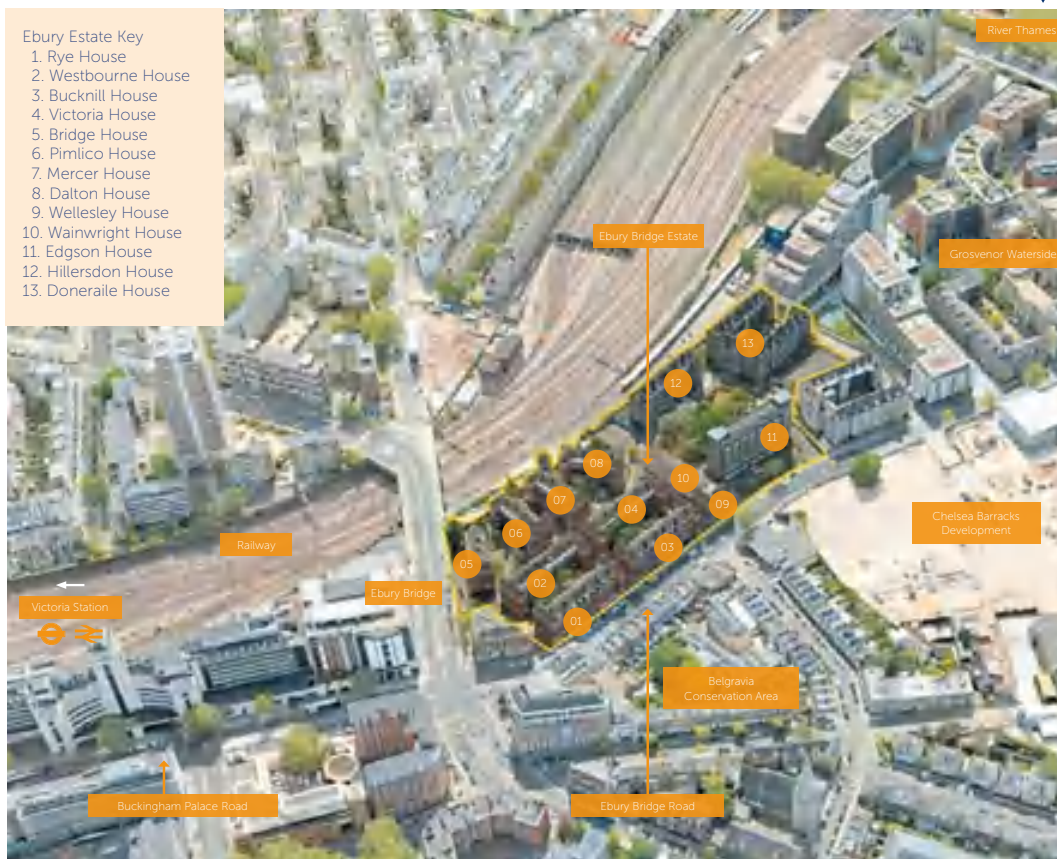 Ebury Estate Key
1. Rye House
2. Westbourne House
3. Bucknill House
4. Victoria House
5. Bridge House
6. Pimlico House
7. Mercer House
8. Dalton House
9. Wellesley House
10. Wainwright House
11. Edgson House
12. Hillersdon House
13. Doneraile House
River Thames
Ebury Bridge Estate
Grosvenor Waterside
13
12
11
08
10
07
04
09
06
03
05
02
01
Chelsea Barracks
Development
Railway
Ebury Bridge
Victoria Station
Belgravia
Conservation Area
Buckingham Palace Road
Ebury Bridge Road